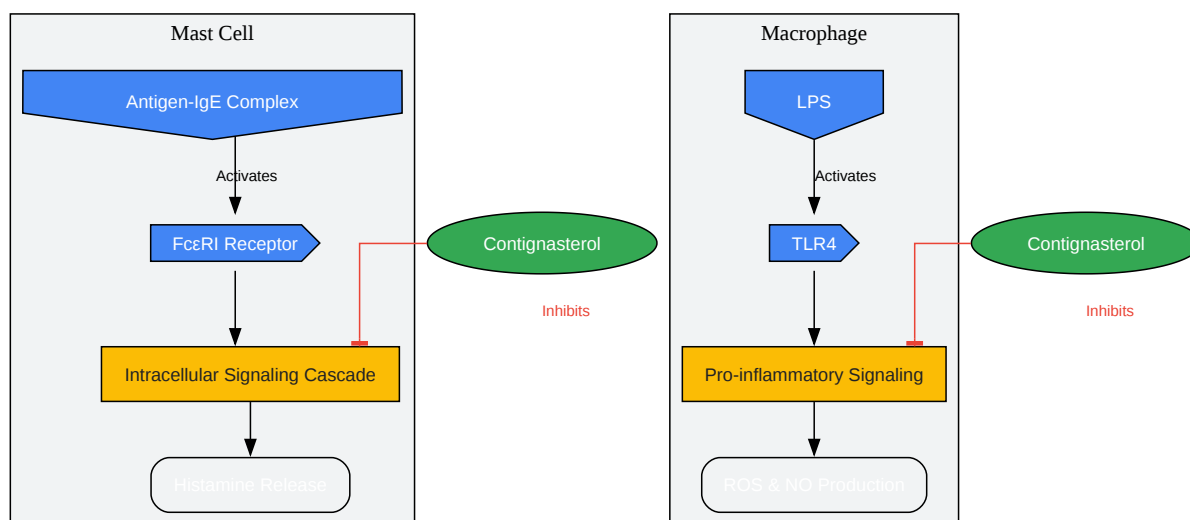 Mast Cell
Antigen-IgE Complex
Activates
FcεRI Receptor
Contignasterol
Inhibits
Intracellular Signaling Cascade
Histamine Release
Macrophage
LPS
Activates
TLR4
Contignasterol
Inhibits
Pro-inflammatory Signaling
ROS & NO Production